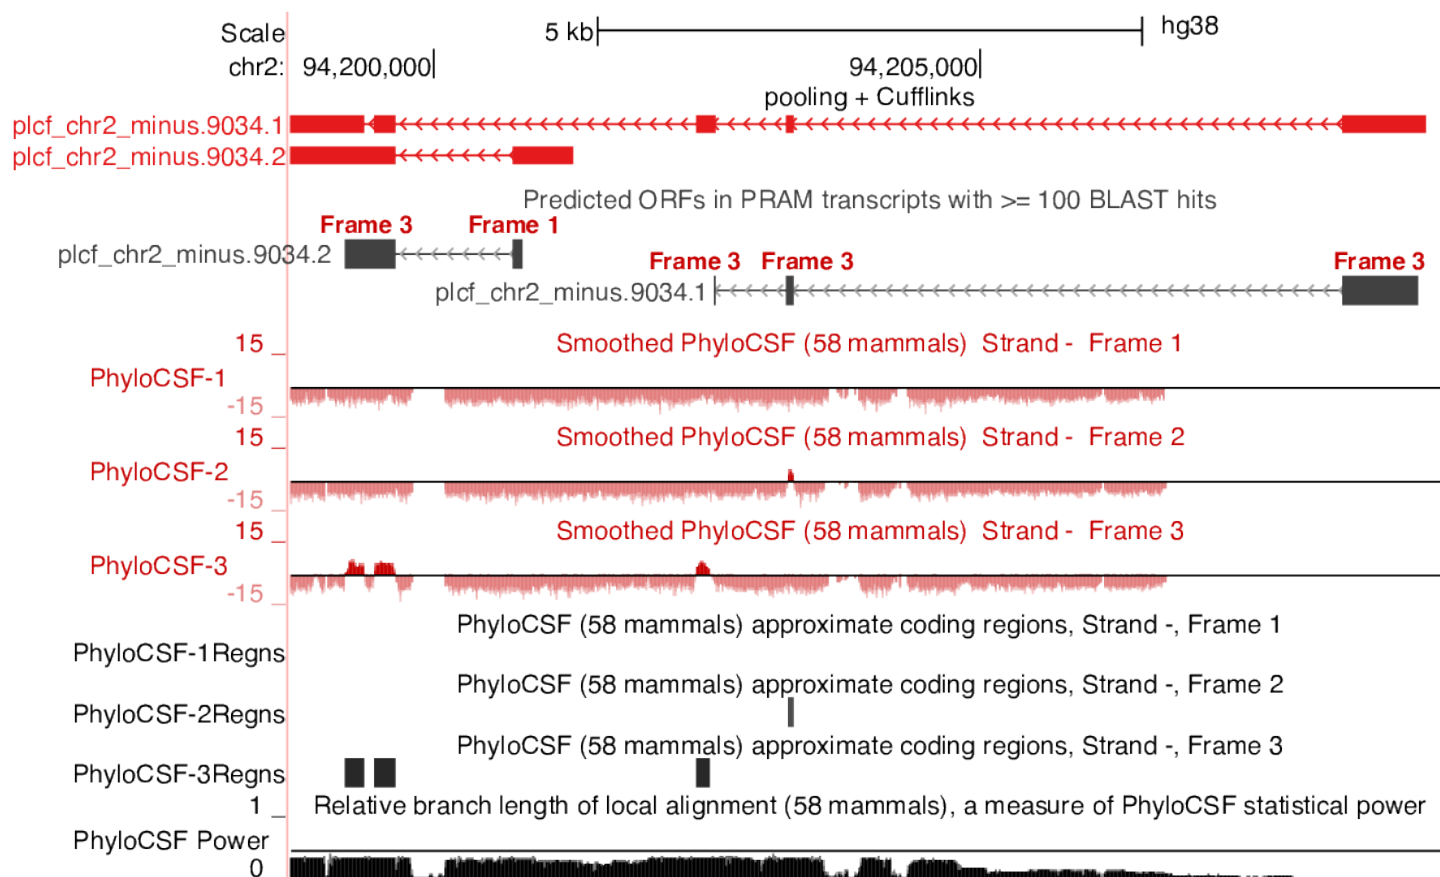 Scale 5 kb hg38
chr2: 94,200,000 94,205,000
pooling + Cufflinks
plcf_chr2_minus.9034.1
plcf_chr2_minus.9034.2
Predicted ORFs in PRAM transcripts with >= 100 BLAST hits
Frame 3 Frame 1
plcf_chr2_minus.9034.2
Frame 3 Frame 3 Frame 3
plcf_chr2_minus.9034.1
15 Smoothed PhyloCSF (58 mammals) Strand - Frame 1
PhyloCSF-1
-15
15 Smoothed PhyloCSF (58 mammals) Strand - Frame 2
PhyloCSF-2
-15
15 Smoothed PhyloCSF (58 mammals) Strand - Frame 3
PhyloCSF-3
-15
PhyloCSF (58 mammals) approximate coding regions, Strand -, Frame 1
PhyloCSF-1Regns
PhyloCSF (58 mammals) approximate coding regions, Strand -, Frame 2
PhyloCSF-2Regns
PhyloCSF (58 mammals) approximate coding regions, Strand -, Frame 3
PhyloCSF-3Regns
1 Relative branch length of local alignment (58 mammals), a measure of PhyloCSF statistical power
PhyloCSF Power
0